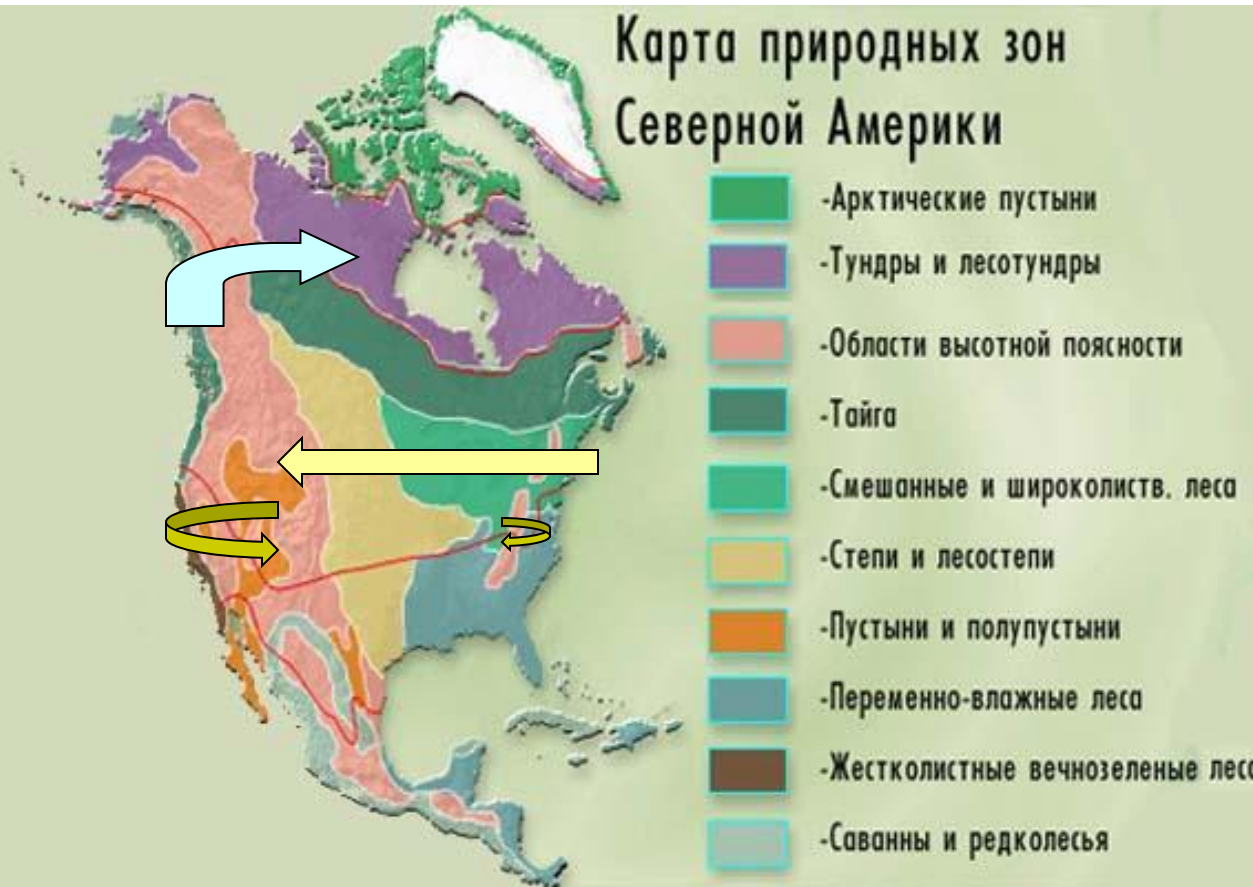 Карта природных зон
Северной Америки
-Арктические пустыни
-Тундры и лесотундры
-Области высотной поясности
-Тайга
-Смешанные и широколиств. леса
-Степи и лесостепи
-Пустыни и полупустыни
-Переменно-влажные леса
-Жестколистные вечнозеленые леса
-Саванны и редколесья